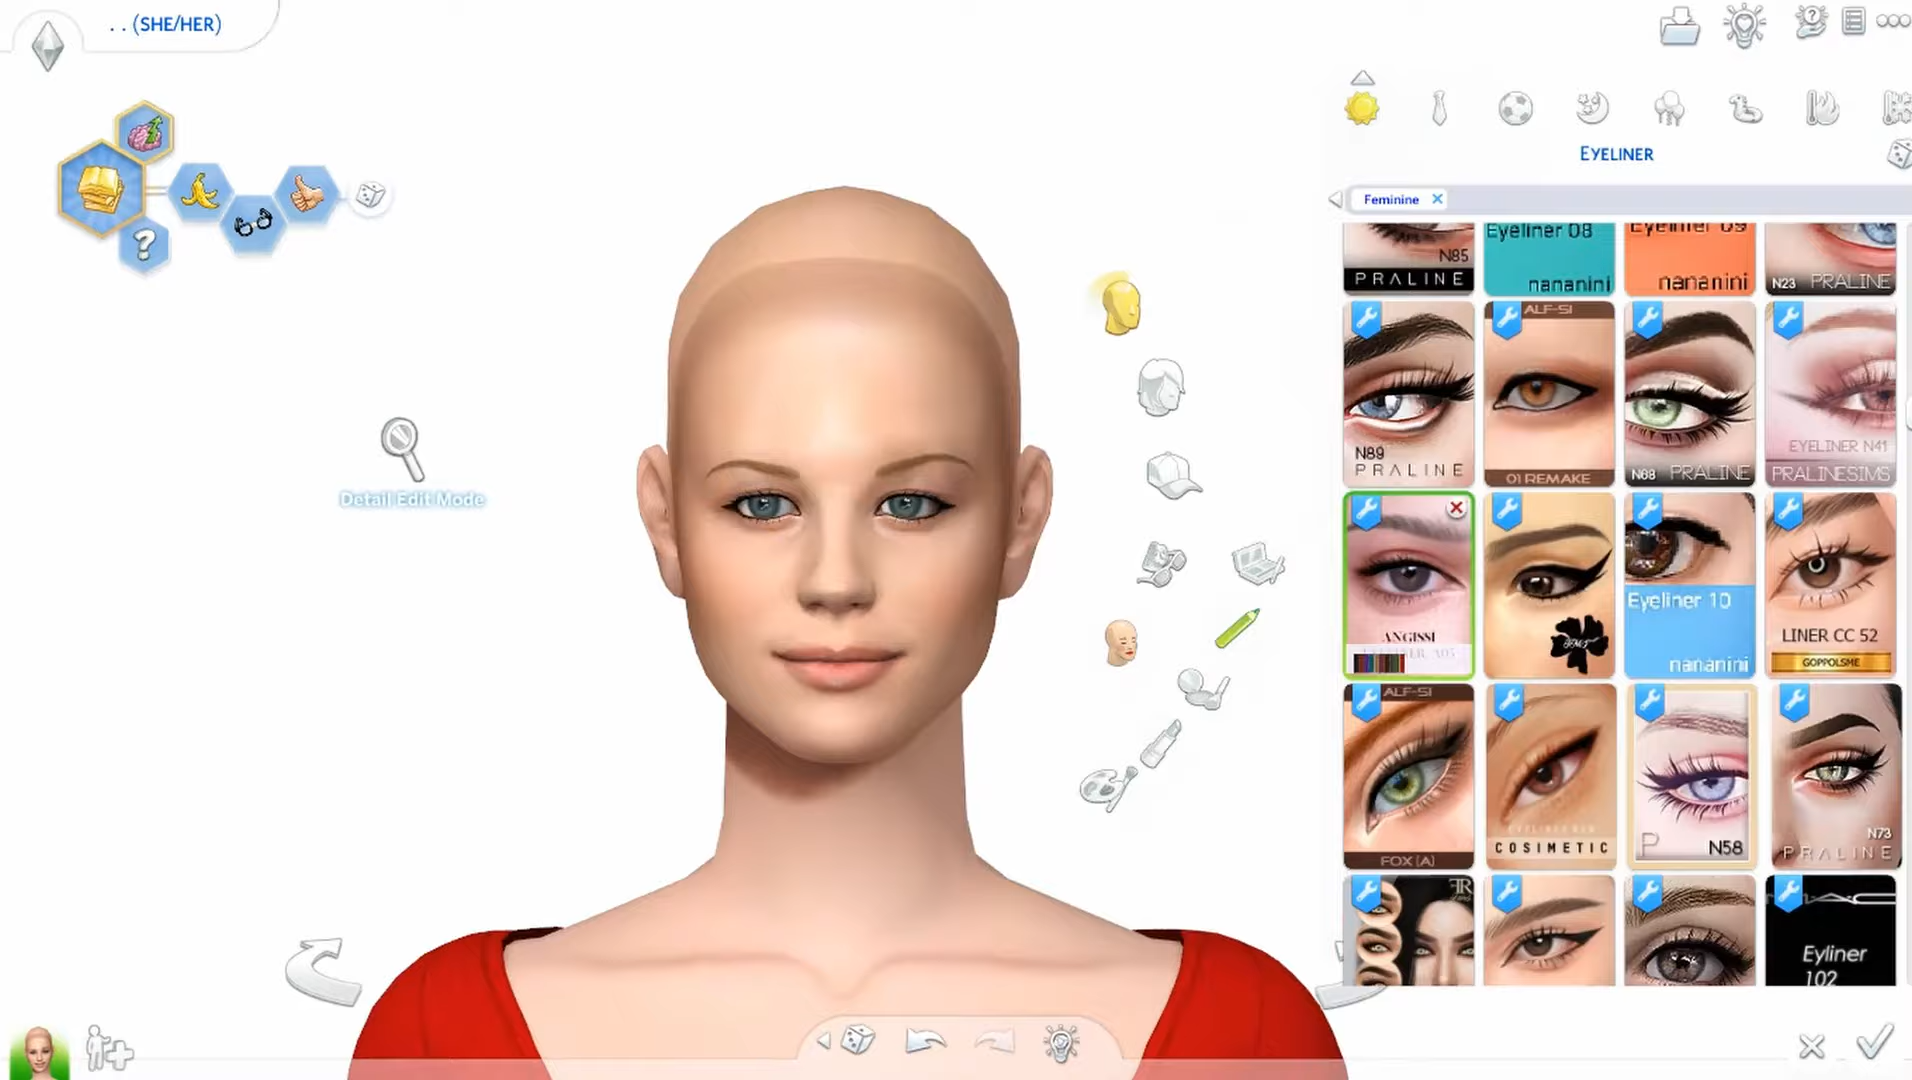 . . (SHE/HER)
EYELINER
Feminine
N85
PRALINE
Eyeliner 08
nananini
Eyeliner 09
nananini
N23 PRALINE
N89
PRALINE
ALF-SI
01 REMAKE
N68 PRALINE
EYELINER N41
PRALINESIMS
Detail Edit Mode
ANGISSI
Eyeliner 10
nananini
LINER CC 52
GOPPOLSME
ALF-SI
FOX (A)
COSIMETIC
P N58
N73
PRALINE
Eyliner
102